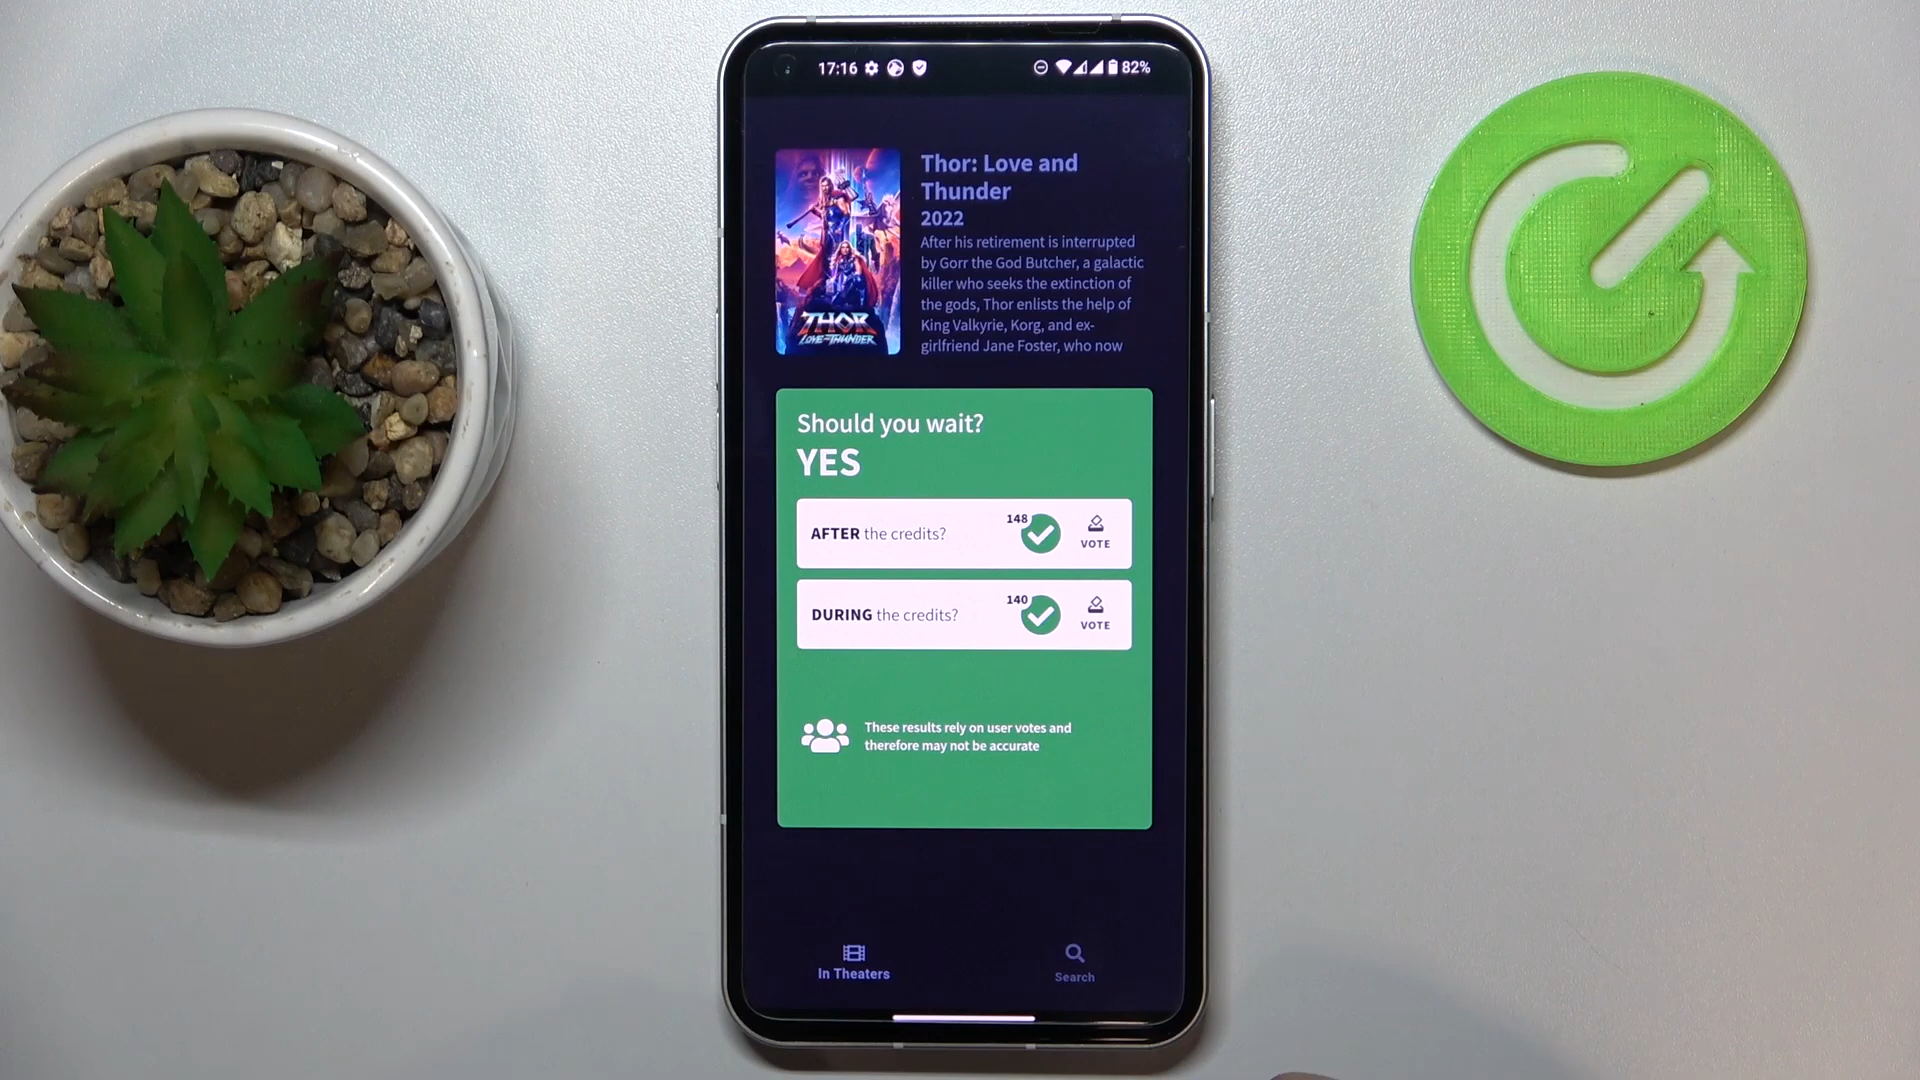 17:16
82%
Thor: Love and
Thunder
2022
After his retirement is interrupted
by Gorr the God Butcher, a galactic
killer who seeks the extinction of
the gods, Thor enlists the help of
King Valkyrie, Korg, and ex-
girlfriend Jane Foster, who now
THOR
LOVE AND THUNDER
Should you wait?
YES
AFTER the credits?
148
VOTE
DURING the credits?
140
VOTE
These results rely on user votes and
therefore may not be accurate
In Theaters
Search